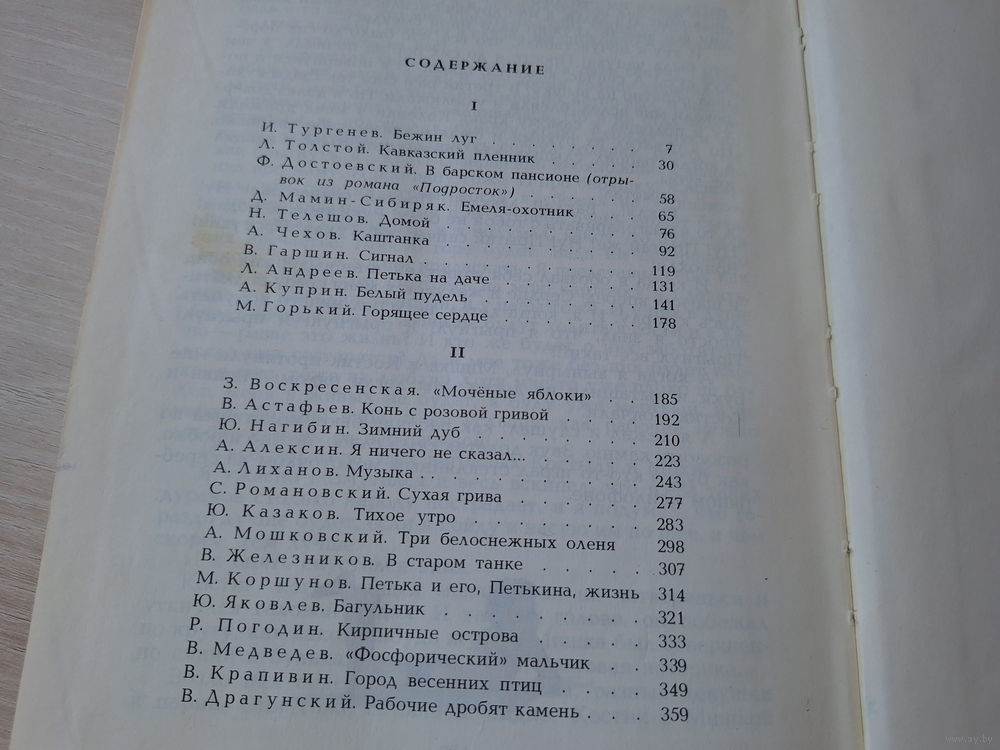 СОДЕРЖАНИЕ
I
И. Тургенев. Бежин луг . . . . . . . . 7
Л. Толстой. Кавказский пленник . . . . . 30
Ф. Достоевский. В барском пансионе (отры-
вок из романа «Подросток») . . . . . . 58
Д. Мамин-Сибиряк. Емеля-охотник . . . 65
Н. Телешов. Домой . . . . . . . . . 76
А. Чехов. Каштанка . . . . . . . . . 92
В. Гаршин. Сигнал . . . . . . . . . . 119
Л. Андреев. Петька на даче . . . . . . 131
А. Куприн. Белый пудель . . . . . . . 141
М. Горький. Горящее сердце . . . . . . 178
II
З. Воскресенская. «Мочёные яблоки» . . 185
В. Астафьев. Конь с розовой гривой . . . 192
Ю. Нагибин. Зимний дуб . . . . . . . 210
А. Алексин. Я ничего не сказал... . . . . . 223
А. Лиханов. Музыка . . . . . . . . . . 243
С. Романовский. Сухая грива . . . . . 277
Ю. Казаков. Тихое утро . . . . . . . 283
А. Мошковский. Три белоснежных оленя 298
В. Железников. В старом танке . . . . . 307
М. Коршунов. Петька и его, Петькина, жизнь 314
Ю. Яковлев. Багульник . . . . . . . . 321
Р. Погодин. Кирпичные острова . . . . . 333
В. Медведев. «Фосфорический» мальчик . . 339
В. Крапивин. Город весенних птиц . . . . 349
В. Драгунский. Рабочие дробят камень . . . 359
www.ay.by